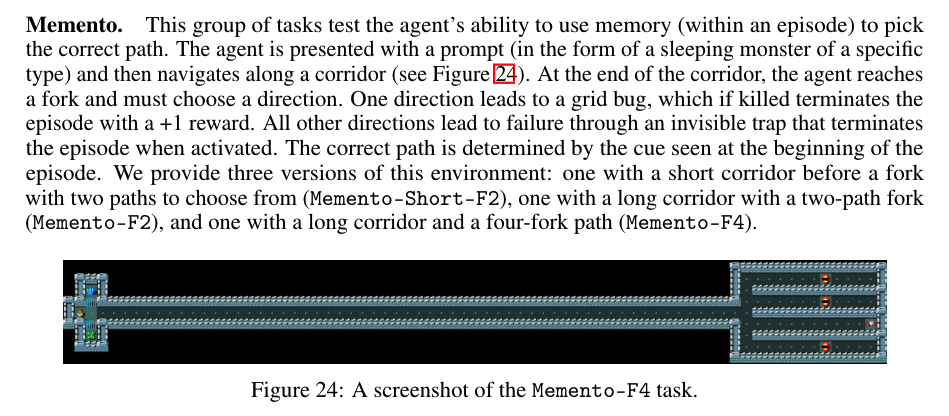 Memento. This group of tasks test the agent's ability to use memory (within an episode) to pick
the correct path. The agent is presented with a prompt (in the form of a sleeping monster of a specific
type) and then navigates along a corridor (see Figure 24). At the end of the corridor, the agent reaches
a fork and must choose a direction. One direction leads to a grid bug, which if killed terminates the
episode with a +1 reward. All other directions lead to failure through an invisible trap that terminates
the episode when activated. The correct path is determined by the cue seen at the beginning of the
episode. We provide three versions of this environment: one with a short corridor before a fork
with two paths to choose from (Memento-Short-F2), one with a long corridor with a two-path fork
(Memento-F2), and one with a long corridor and a four-fork path (Memento-F4).
Figure 24: A screenshot of the Memento-F4 task.